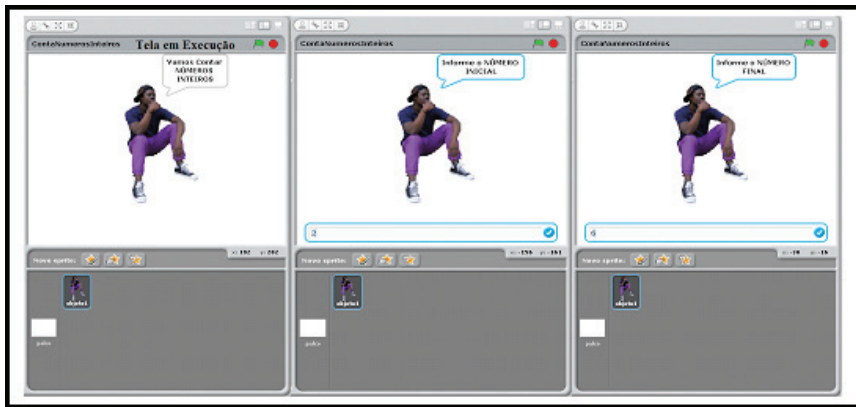 ContaNumerosInteiros
Tela em Execução
Vamos Contar
NÚMEROS
INTEIROS
Novo sprite:
objeto1
palco
ContaNumerosInteiros
Informe o NÚMERO
INICIAL
2
Novo sprite:
objeto1
palco
ContaNumerosInteiros
Informe o NÚMERO
FINAL
6
Novo sprite:
objeto1
palco